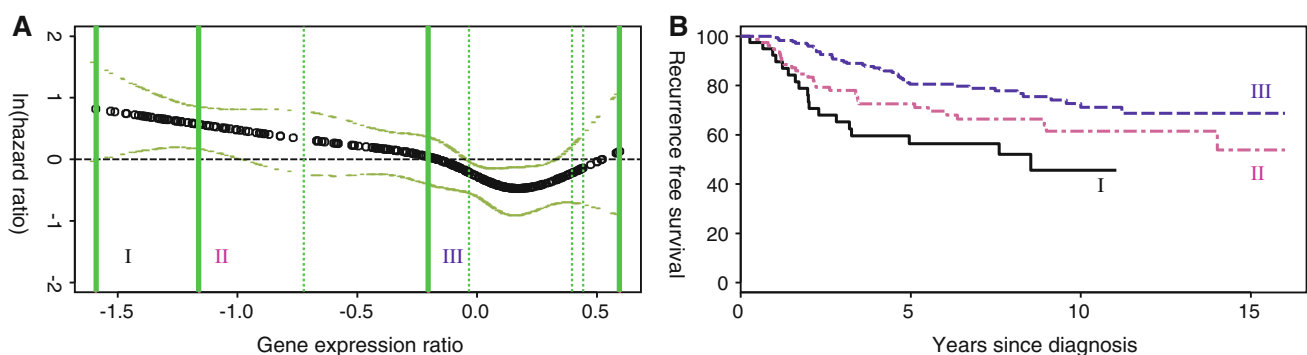 A
ln(hazard ratio)
2
1
0
-1
-2
I
II
III
-1.5
-1.0
-0.5
0.0
0.5
Gene expression ratio
B
Recurrence free survival
100
80
60
40
20
0
III
II
I
0
5
10
15
Years since diagnosis